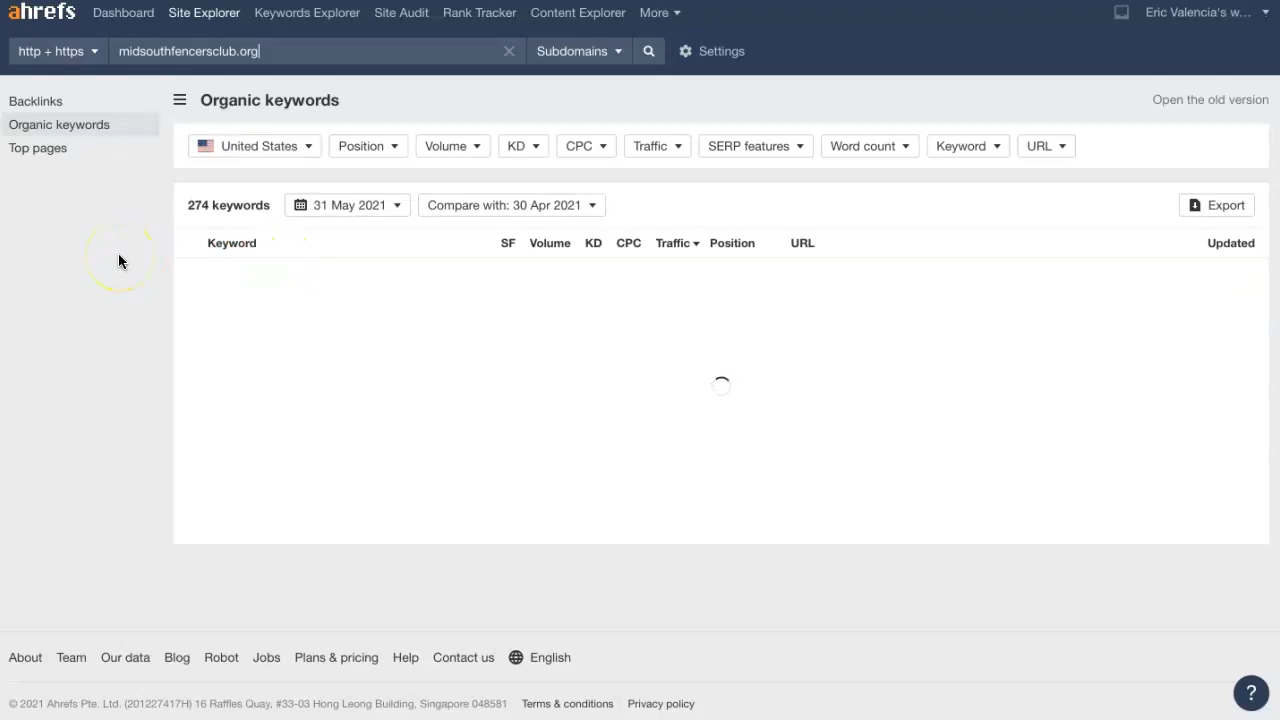 ahrefs Dashboard Site Explorer Keywords Explorer Site Audit Rank Tracker Content Explorer More Eric Valencia's w...
http + https midsouthfencersclub.org Subdomains Settings
Backlinks
Organic keywords
Top pages
Organic keywords Open the old version
United States Position Volume KD CPC Traffic SERP features Word count Keyword URL
274 keywords 31 May 2021 Compare with: 30 Apr 2021 Export
Keyword SF Volume KD CPC Traffic Position URL Updated
About Team Our data Blog Robot Jobs Plans & pricing Help Contact us English
© 2021 Ahrefs Pte. Ltd. (201227417H) 16 Raffles Quay, #33-03 Hong Leong Building, Singapore 048581 Terms & conditions Privacy policy
?